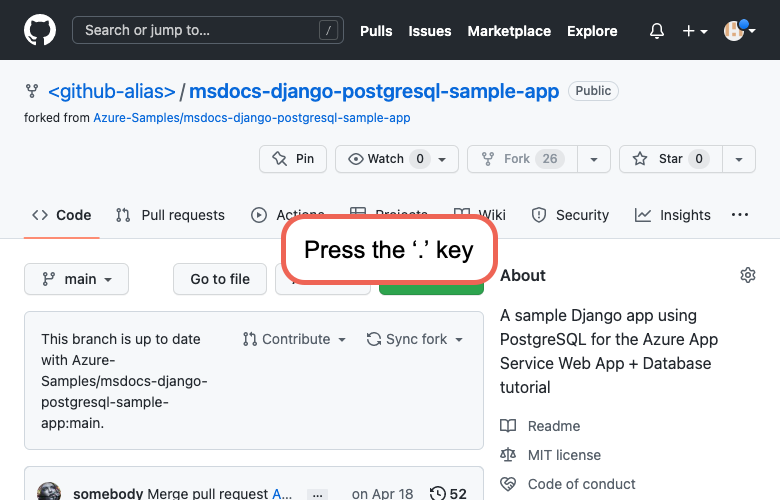 Search or jump to... /
Pulls Issues Marketplace Explore
<github-alias> / msdocs-django-postgresql-sample-app Public
forked from Azure-Samples/msdocs-django-postgresql-sample-app
Pin Watch 0 Fork 26 Star 0
Code Pull requests Actions Projects Wiki Security Insights ...
Press the ‘.’ key
main Go to file
About
A sample Django app using
PostgreSQL for the Azure App
Service Web App + Database
tutorial
This branch is up to date
with Azure-
Samples/msdocs-django-
postgresql-sample-
app:main.
Contribute Sync fork
Readme
MIT license
Code of conduct
somebody Merge pull request A... ... on Apr 18 52